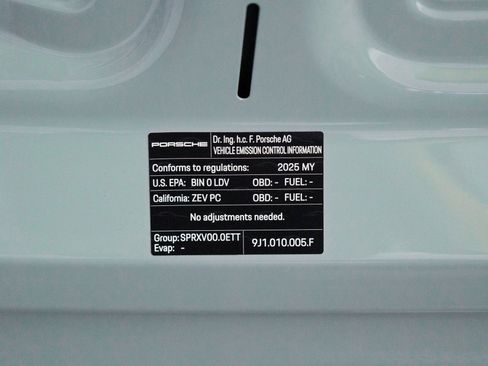 PORSCHE Dr. Ing. h.c. F. Porsche AG
VEHICLE EMISSION CONTROL INFORMATION
Conforms to regulations: 2025 MY
U.S. EPA: BIN 0 LDV OBD: - FUEL: -
California: ZEV PC OBD: - FUEL: -
No adjustments needed.
Group:SPRXV00.0ETT
Evap: -
9J1.010.005.F